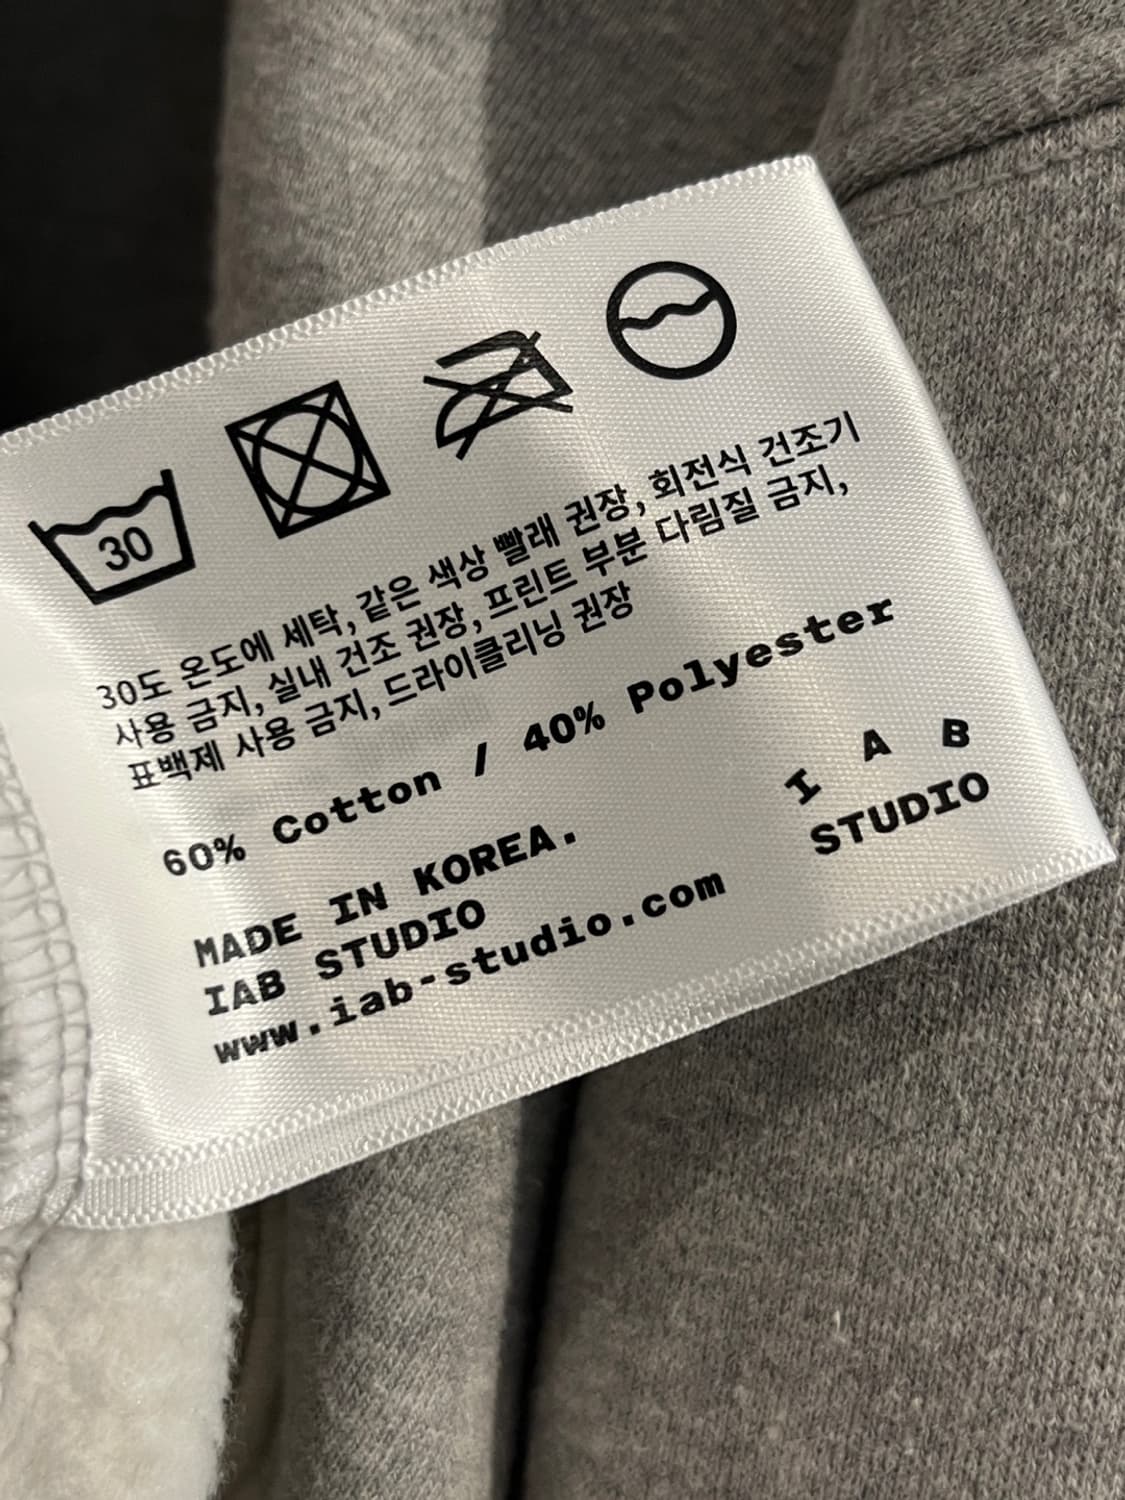 30
30도 온도에 세탁, 같은 색상 빨래 권장, 회전식 건조기
사용 금지, 실내 건조 권장, 프린트 부분 다림질 금지,
표백제 사용 금지, 드라이클리닝 권장
60% Cotton / 40% Polyester
MADE IN KOREA.
IAB STUDIO
www.iab-studio.com
I A B
STUDIO